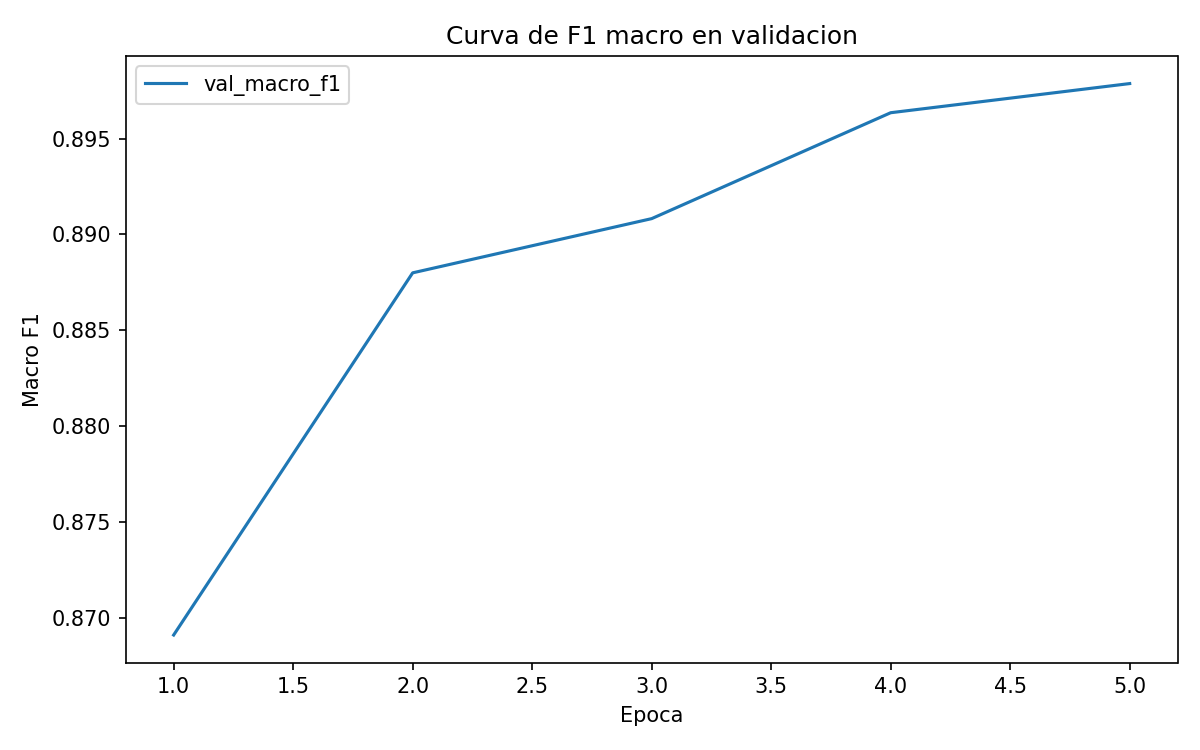 Curva de F1 macro en validacion
val_macro_f1
0.895
0.890
0.885
0.880
0.875
0.870
Macro F1
1.0 1.5 2.0 2.5 3.0 3.5 4.0 4.5 5.0
Epoca